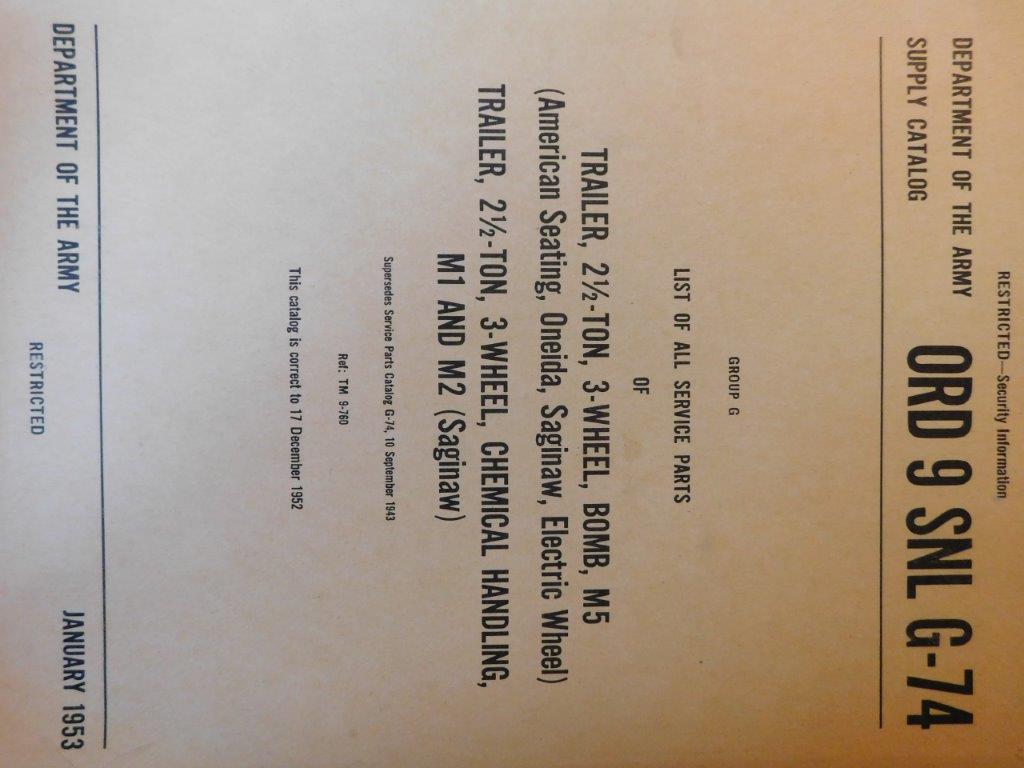 RESTRICTED—Security Information
DEPARTMENT OF THE ARMY
SUPPLY CATALOG
ORD 9 SNL G-74
GROUP G
LIST OF ALL SERVICE PARTS
OF
TRAILER, 2½-TON, 3-WHEEL, BOMB, M5
(American Seating, Oneida, Saginaw, Electric Wheel)
TRAILER, 2½-TON, 3-WHEEL, CHEMICAL HANDLING,
M1 AND M2 (Saginaw)
Supersedes Service Parts Catalog G-74, 10 September 1943
Ref: TM 9-760
This catalog is correct to 17 December 1952
DEPARTMENT OF THE ARMY
JANUARY 1953
RESTRICTED